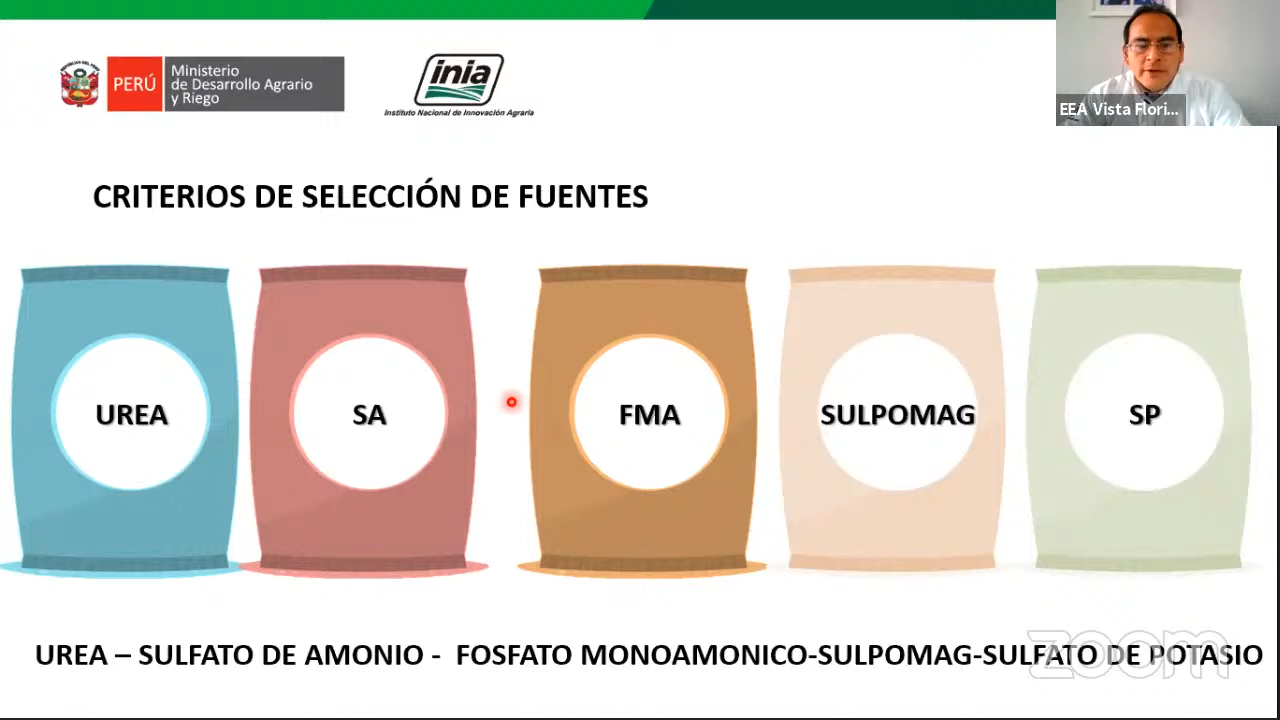 PERÚ
Ministerio
de Desarrollo Agrario
y Riego
inia
Instituto Nacional de Innovación Agraria
EEA Vista Flori...
CRITERIOS DE SELECCIÓN DE FUENTES
UREA
SA
FMA
SULPOMAG
SP
UREA – SULFATO DE AMONIO - FOSFATO MONOAMONICO-SULPOMAG-SULFATO DE POTASIO
zoom